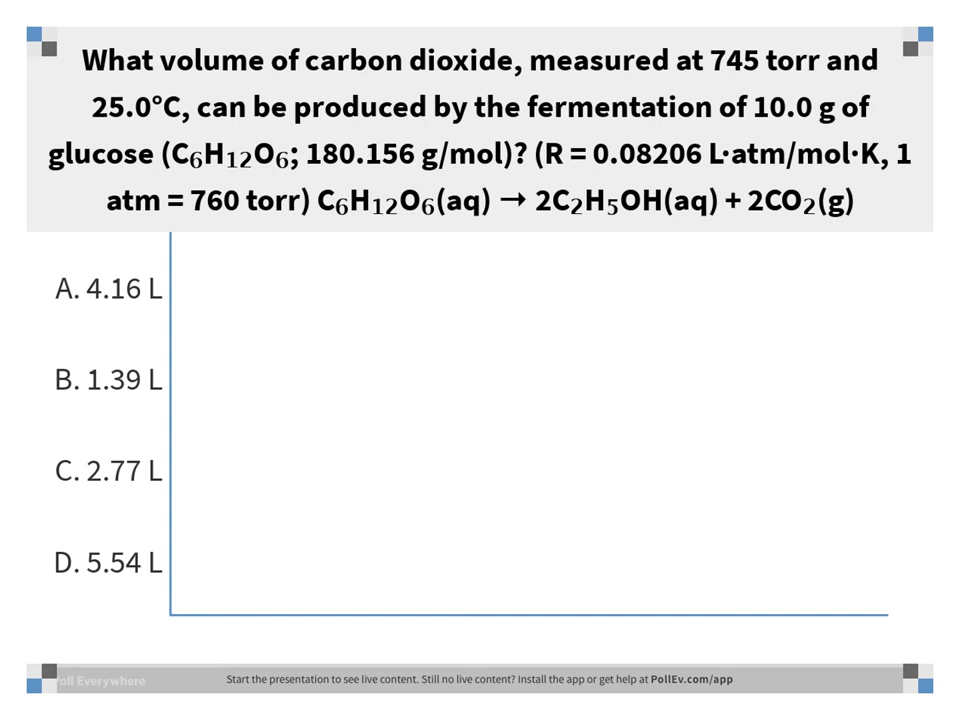 What volume of carbon dioxide, measured at 745 torr and
25.0°C, can be produced by the fermentation of 10.0 g of
glucose (C₆H₁₂O₆; 180.156 g/mol)? (R = 0.08206 L·atm/mol·K, 1
atm = 760 torr) C₆H₁₂O₆(aq) → 2C₂H₅OH(aq) + 2CO₂(g)
A. 4.16 L
B. 1.39 L
C. 2.77 L
D. 5.54 L
oll Everywhere
Start the presentation to see live content. Still no live content? Install the app or get help at PollEv.com/app